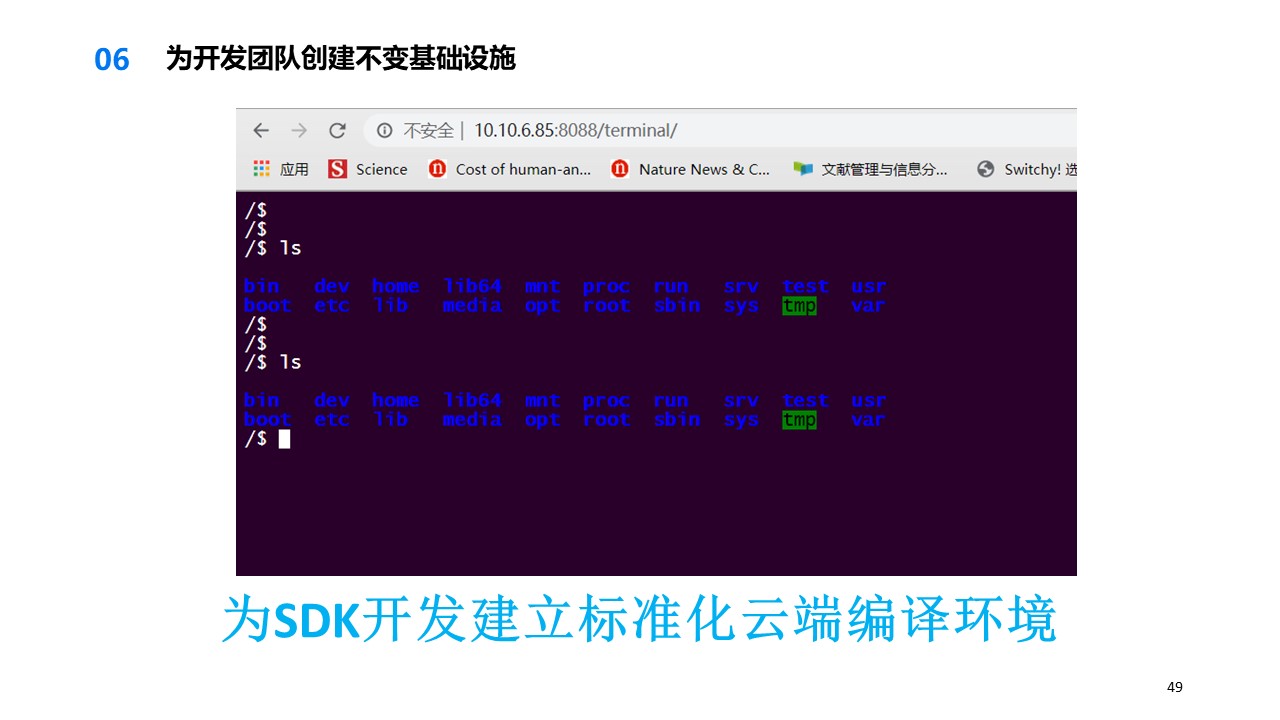 06 为开发团队创建不变基础设施
不安全 | 10.10.6.85:8088/terminal/
应用 Science Cost of human-an... Nature News & C... 文献管理与信息分... Switchy! 选
/$
/$
/$ ls
bin dev home lib64 mnt proc run srv test usr
boot etc lib media opt root sbin sys tmp var
/$
/$
/$ ls
bin dev home lib64 mnt proc run srv test usr
boot etc lib media opt root sbin sys tmp var
/$
为SDK开发建立标准化云端编译环境
49